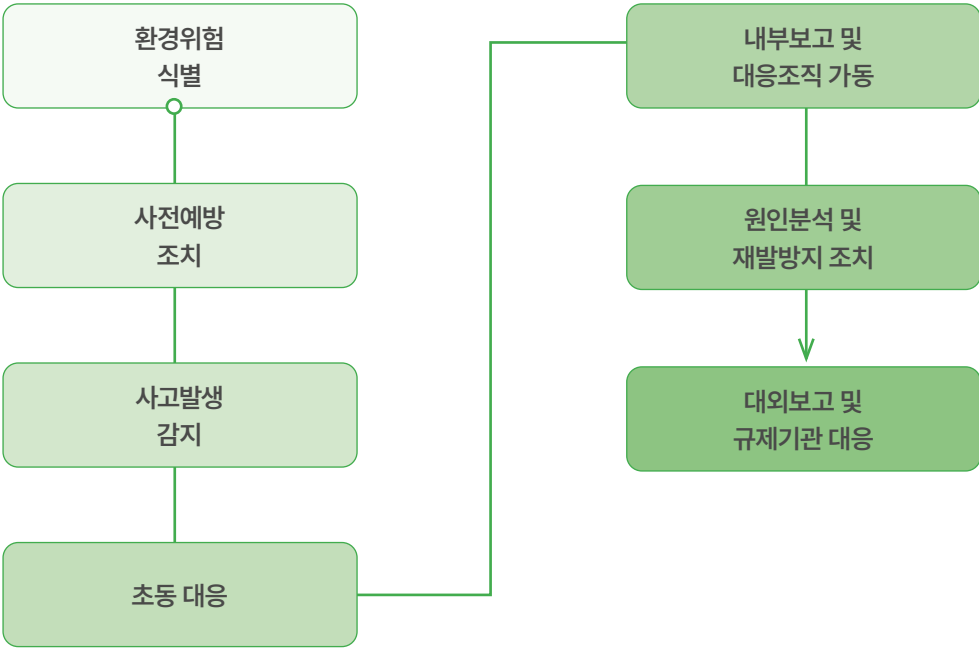 환경위험
식별
사전예방
조치
사고발생
감지
초동 대응
내부보고 및
대응조직 가동
원인분석 및
재발방지 조치
대외보고 및
규제기관 대응